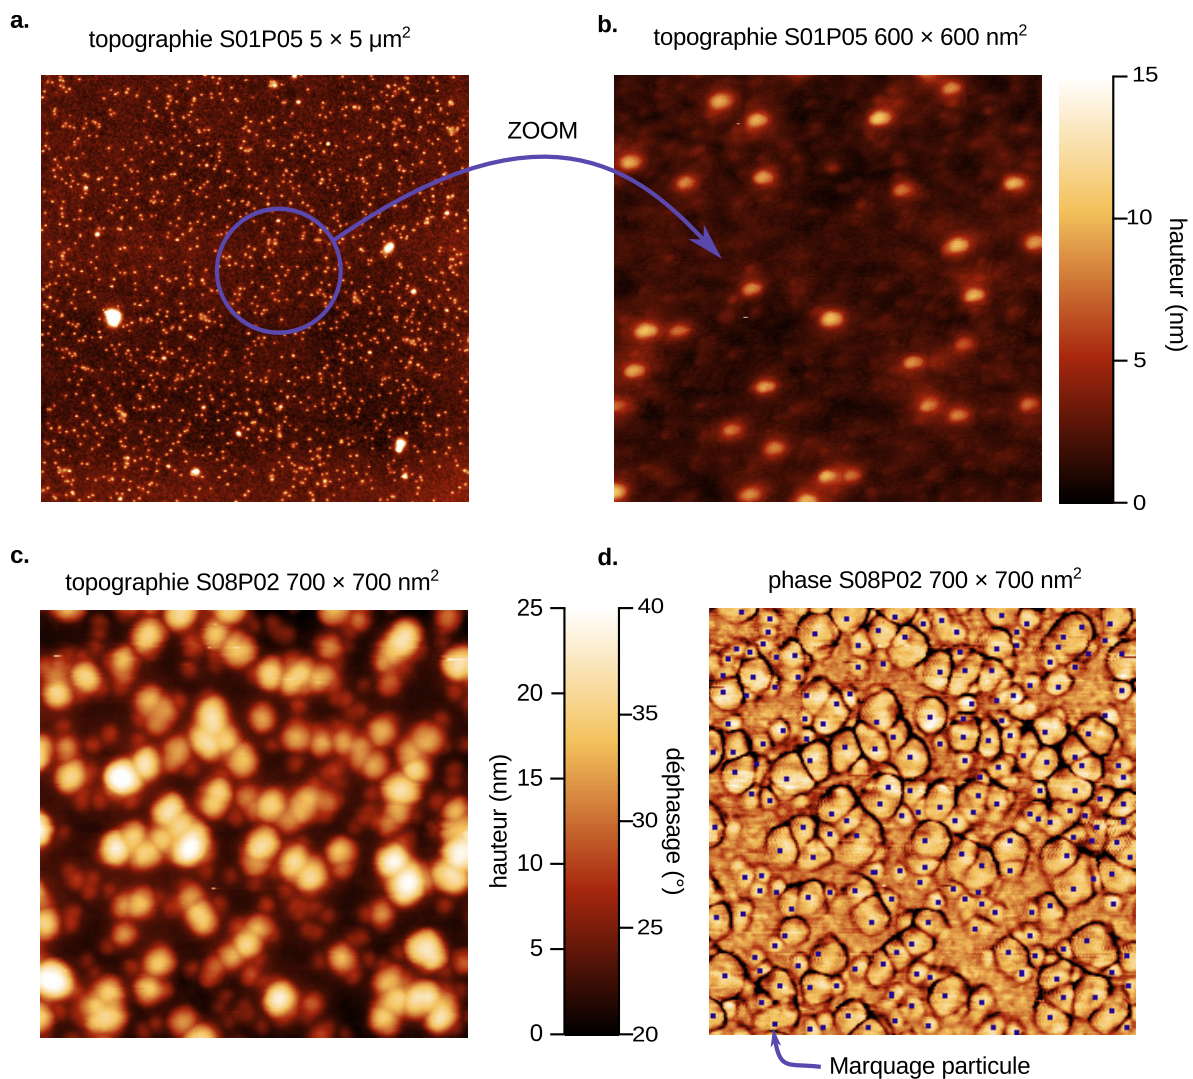 a.
topographie S01P05 5 × 5 µm²
b.
topographie S01P05 600 × 600 nm²
ZOOM
15
10
5
0
hauteur (nm)
c.
topographie S08P02 700 × 700 nm²
d.
phase S08P02 700 × 700 nm²
25
20
15
10
5
0
hauteur (nm)
40
35
30
25
20
déphasage (°)
Marquage particule